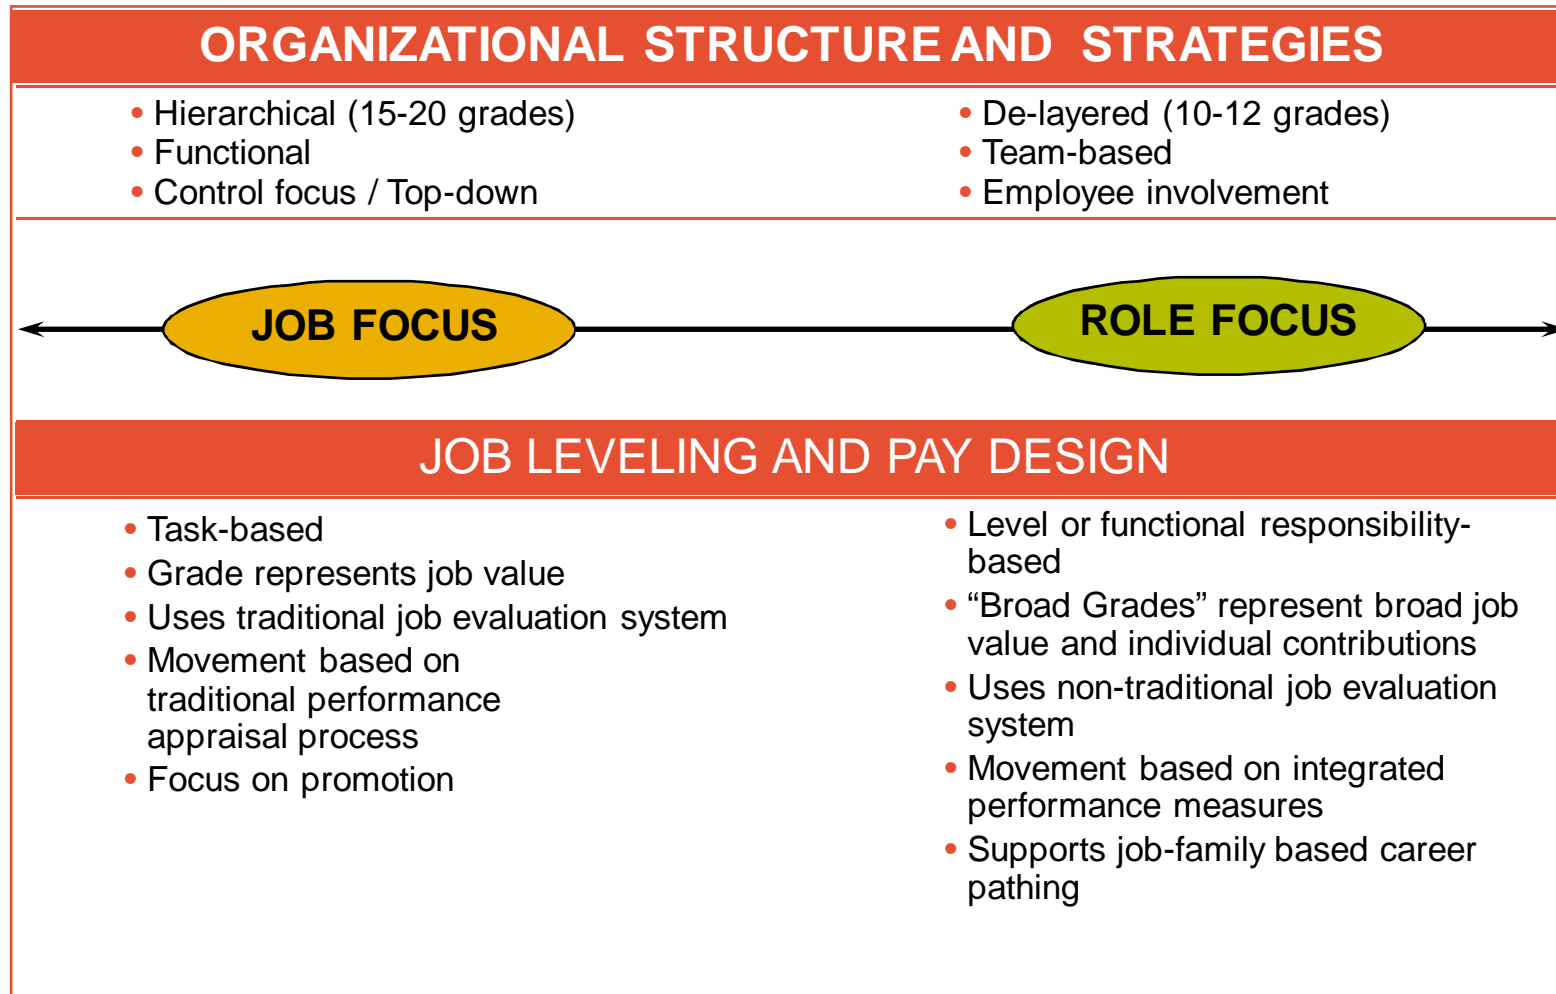 ORGANIZATIONAL STRUCTURE AND STRATEGIES
• Hierarchical (15-20 grades)
• Functional
• Control focus / Top-down
• De-layered (10-12 grades)
• Team-based
• Employee involvement
JOB FOCUS
ROLE FOCUS
JOB LEVELING AND PAY DESIGN
• Task-based
• Grade represents job value
• Uses traditional job evaluation system
• Movement based on
traditional performance
appraisal process
• Focus on promotion
• Level or functional responsibility-
based
• “Broad Grades” represent broad job
value and individual contributions
• Uses non-traditional job evaluation
system
• Movement based on integrated
performance measures
• Supports job-family based career
pathing